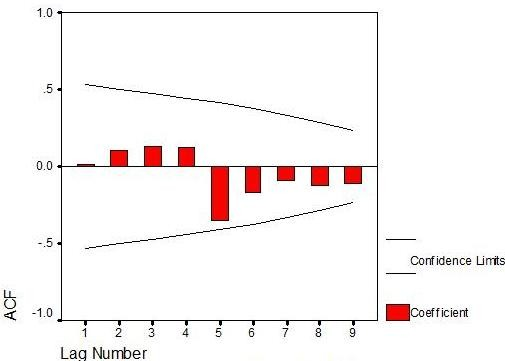 1.0
.5
0.0
-.5
-1.0
ACF
1 2 3 4 5 6 7 8 9
Lag Number
Confidence Limits
Coefficient